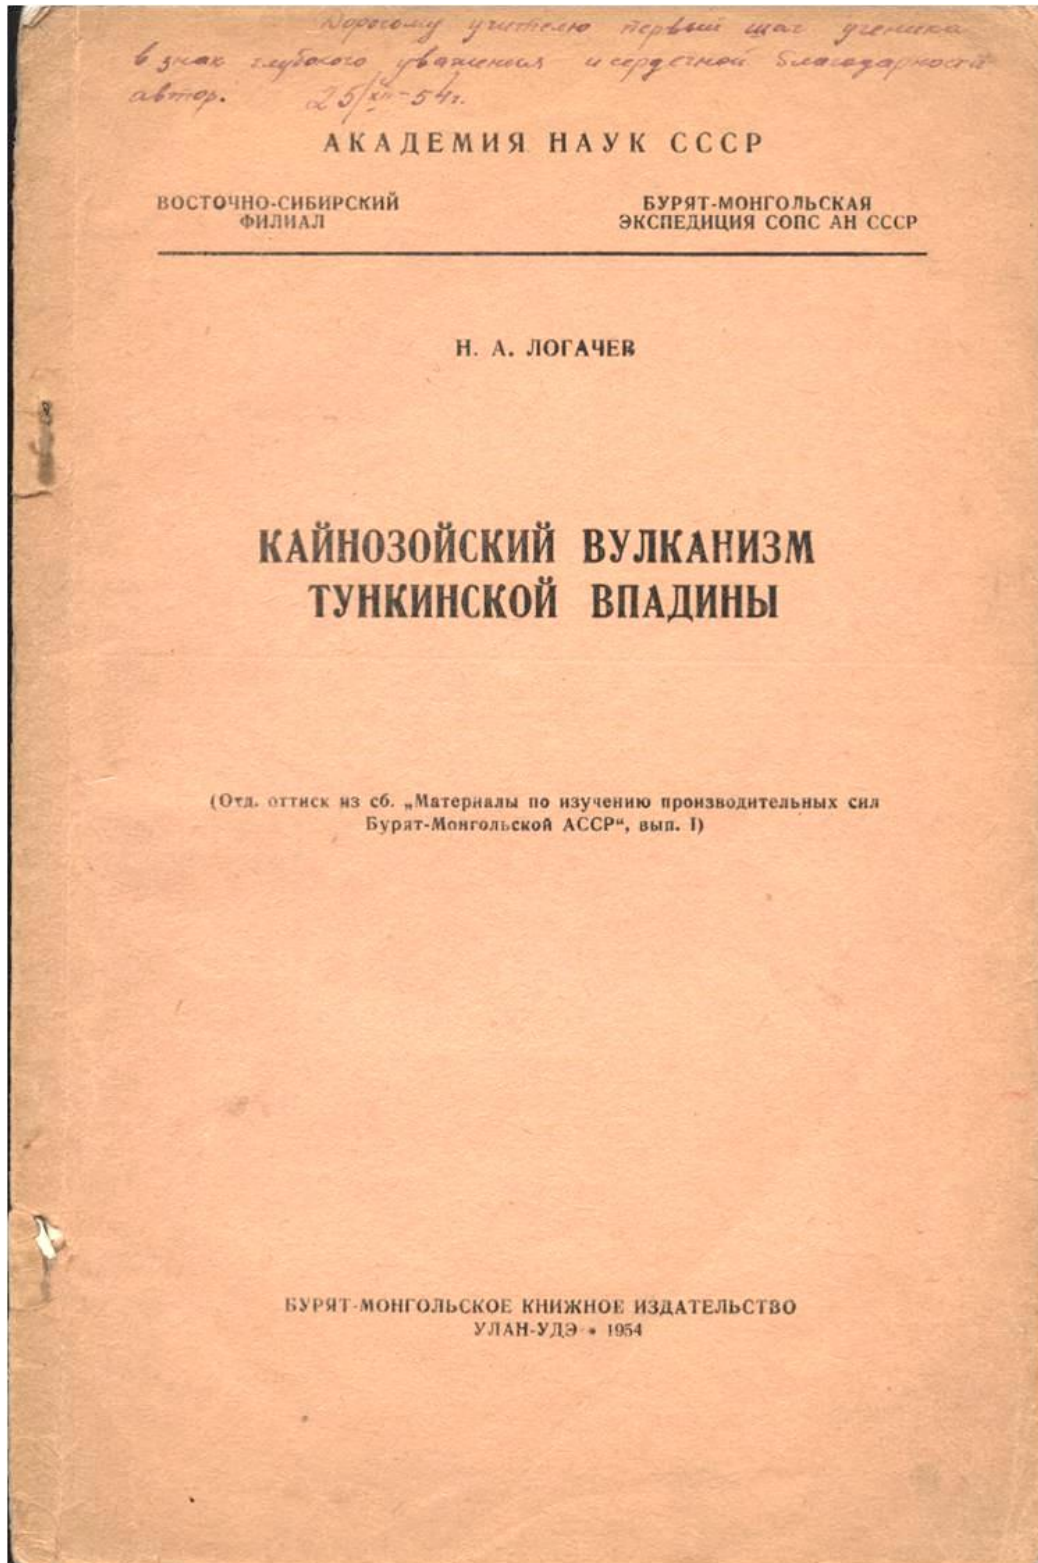 Дорогому учителю первый шаг ученика
в знак глубокого уважения и сердечной благодарности
автор. 25/XII-54г.
АКАДЕМИЯ НАУК СССР
ВОСТОЧНО-СИБИРСКИЙ
ФИЛИАЛ
БУРЯТ-МОНГОЛЬСКАЯ
ЭКСПЕДИЦИЯ СОПС АН СССР
Н. А. ЛОГАЧЕВ
КАЙНОЗОЙСКИЙ ВУЛКАНИЗМ
ТУНКИНСКОЙ ВПАДИНЫ
(Отд. оттиск из сб. „Материалы по изучению производительных сил
Бурят-Монгольской АССР“, вып. I)
БУРЯТ-МОНГОЛЬСКОЕ КНИЖНОЕ ИЗДАТЕЛЬСТВО
УЛАН-УДЭ • 1954